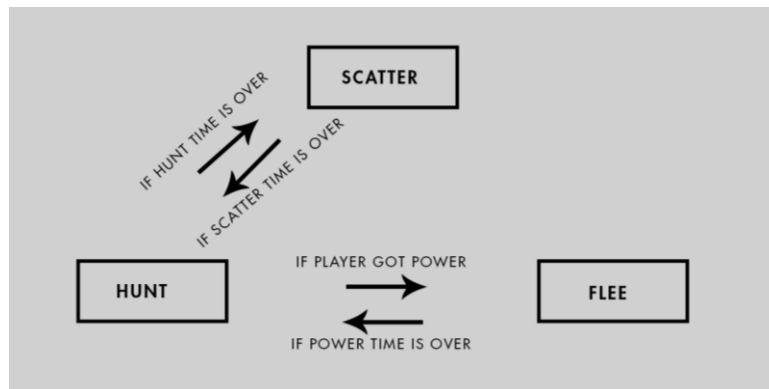 SCATTER
IF HUNT TIME IS OVER
IF SCATTER TIME IS OVER
IF PLAYER GOT POWER
HUNT
FLEE
IF POWER TIME IS OVER